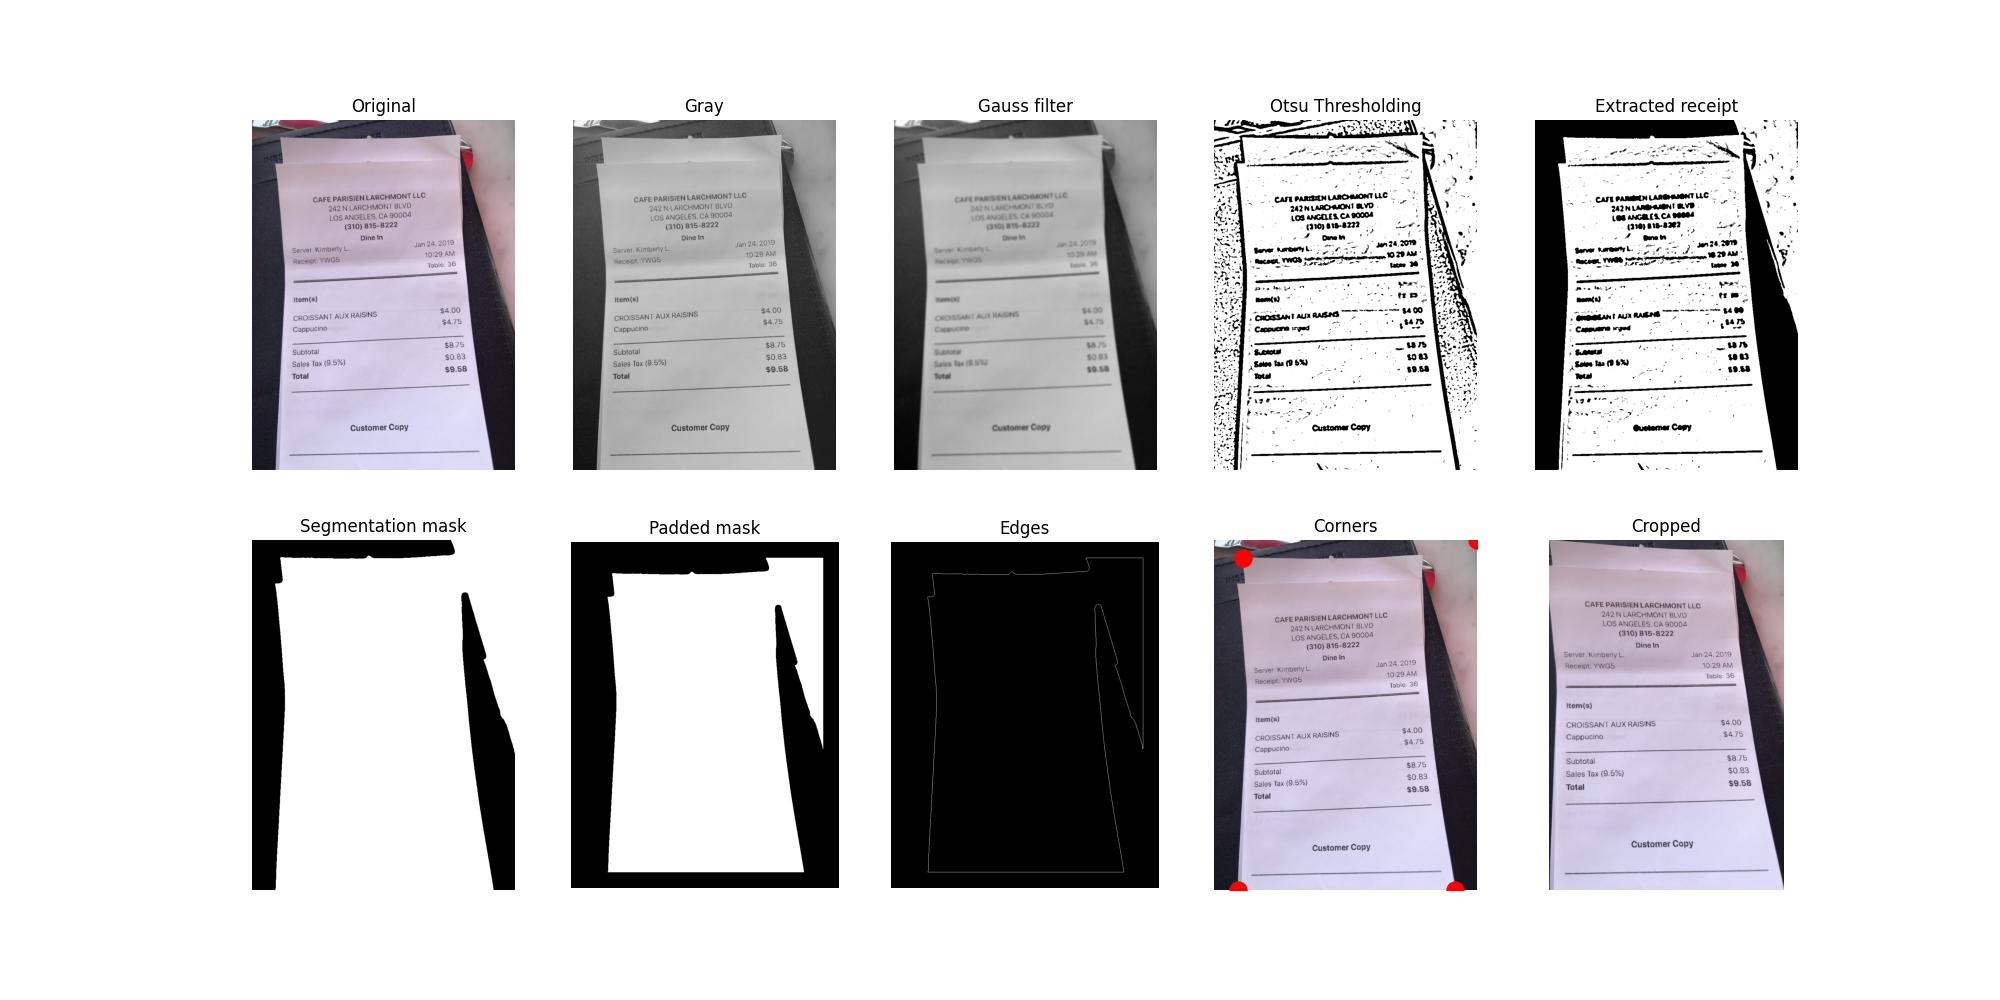 Original
CAFE PARISIEN LARCHMONT LLC
242 N LARCHMONT BLVD
LOS ANGELES, CA 90004
(310) 815-8222
Dine In
Server: Kimberly L. Jan 24, 2019
Receipt: YWG5 10:29 AM
Table: 36
Item(s)
CROISSANT AUX RAISINS $4.00
Cappucino $4.75
Subtotal $8.75
Sales Tax (9.5%) $0.83
Total $9.58
Customer Copy
Gray
CAFE PARISIEN LARCHMONT LLC
242 N LARCHMONT BLVD
LOS ANGELES, CA 90004
(310) 815-8222
Dine In
Server: Kimberly L. Jan 24, 2019
Receipt: YWG5 10:29 AM
Table: 36
Item(s)
CROISSANT AUX RAISINS $4.00
Cappucino $4.75
Subtotal $8.75
Sales Tax (9.5%) $0.83
Total $9.58
Customer Copy
Gauss filter
CAFE PARISIEN LARCHMONT LLC
242 N LARCHMONT BLVD
LOS ANGELES, CA 90004
(310) 815-8222
Dine In
Server: Kimberly L. Jan 24, 2019
Receipt: YWG5 10:29 AM
Table: 36
Item(s)
CROISSANT AUX RAISINS $4.00
Cappucino $4.75
Subtotal $8.75
Sales Tax (9.5%) $0.83
Total $9.58
Customer Copy
Otsu Thresholding
CAFE PARISIEN LARCHMONT LLC
242 N LARCHMONT BLVD
LOS ANGELES, CA 90004
(310) 815-8222
Dine In
Server Kimberly L. Jan 24, 2019
Receipt, YWG5 10 29 AM
Table 36
Item(s)
CROISSANT AUX RAISINS $4 00
Cappucino $4 75
Subtotal $8 75
Sales Tax (9 5%) $0 83
Total $9.58
Customer Copy
Extracted receipt
CAFE PARISIEN LARCHMONT LLC
242 N LARCHMONT BLVD
LOS ANGELES, CA
Dine In
Server Kimberly L. Jan 24, 2019
Receipt, 29 AM
Table 36
Item(s)
AUX RAISINS
Cappucino $4 75
Subtotal $8 75
Sales Tax (9 5%)
Total $9.58
Customer Copy
Segmentation mask
Padded mask
Edges
Corners
CAFE PARISIEN LARCHMONT LLC
242 N LARCHMONT BLVD
LOS ANGELES, CA 90004
(310) 815-8222
Dine In
Server: Kimberly L. Jan 24, 2019
Receipt: YWG5 10:29 AM
Table: 36
Item(s)
CROISSANT AUX RAISINS $4.00
Cappucino $4.75
Subtotal $8.75
Sales Tax (9.5%) $0.83
Total $9.58
Customer Copy
Cropped
CAFE PARISIEN LARCHMONT LLC
242 N LARCHMONT BLVD
LOS ANGELES, CA 90004
(310) 815-8222
Dine In
Server: Kimberly L. Jan 24, 2019
Receipt: YWG5 10:29 AM
Table: 36
Item(s)
CROISSANT AUX RAISINS $4.00
Cappucino $4.75
Subtotal $8.75
Sales Tax (9.5%) $0.83
Total $9.58
Customer Copy